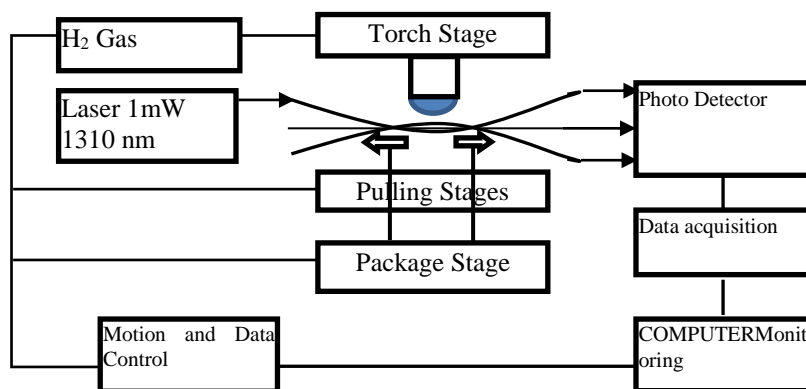 H₂ Gas
Torch Stage
Laser 1mW
1310 nm
Photo Detector
Pulling Stages
Data acquisition
Package Stage
Motion and Data
Control
COMPUTERMonit
oring